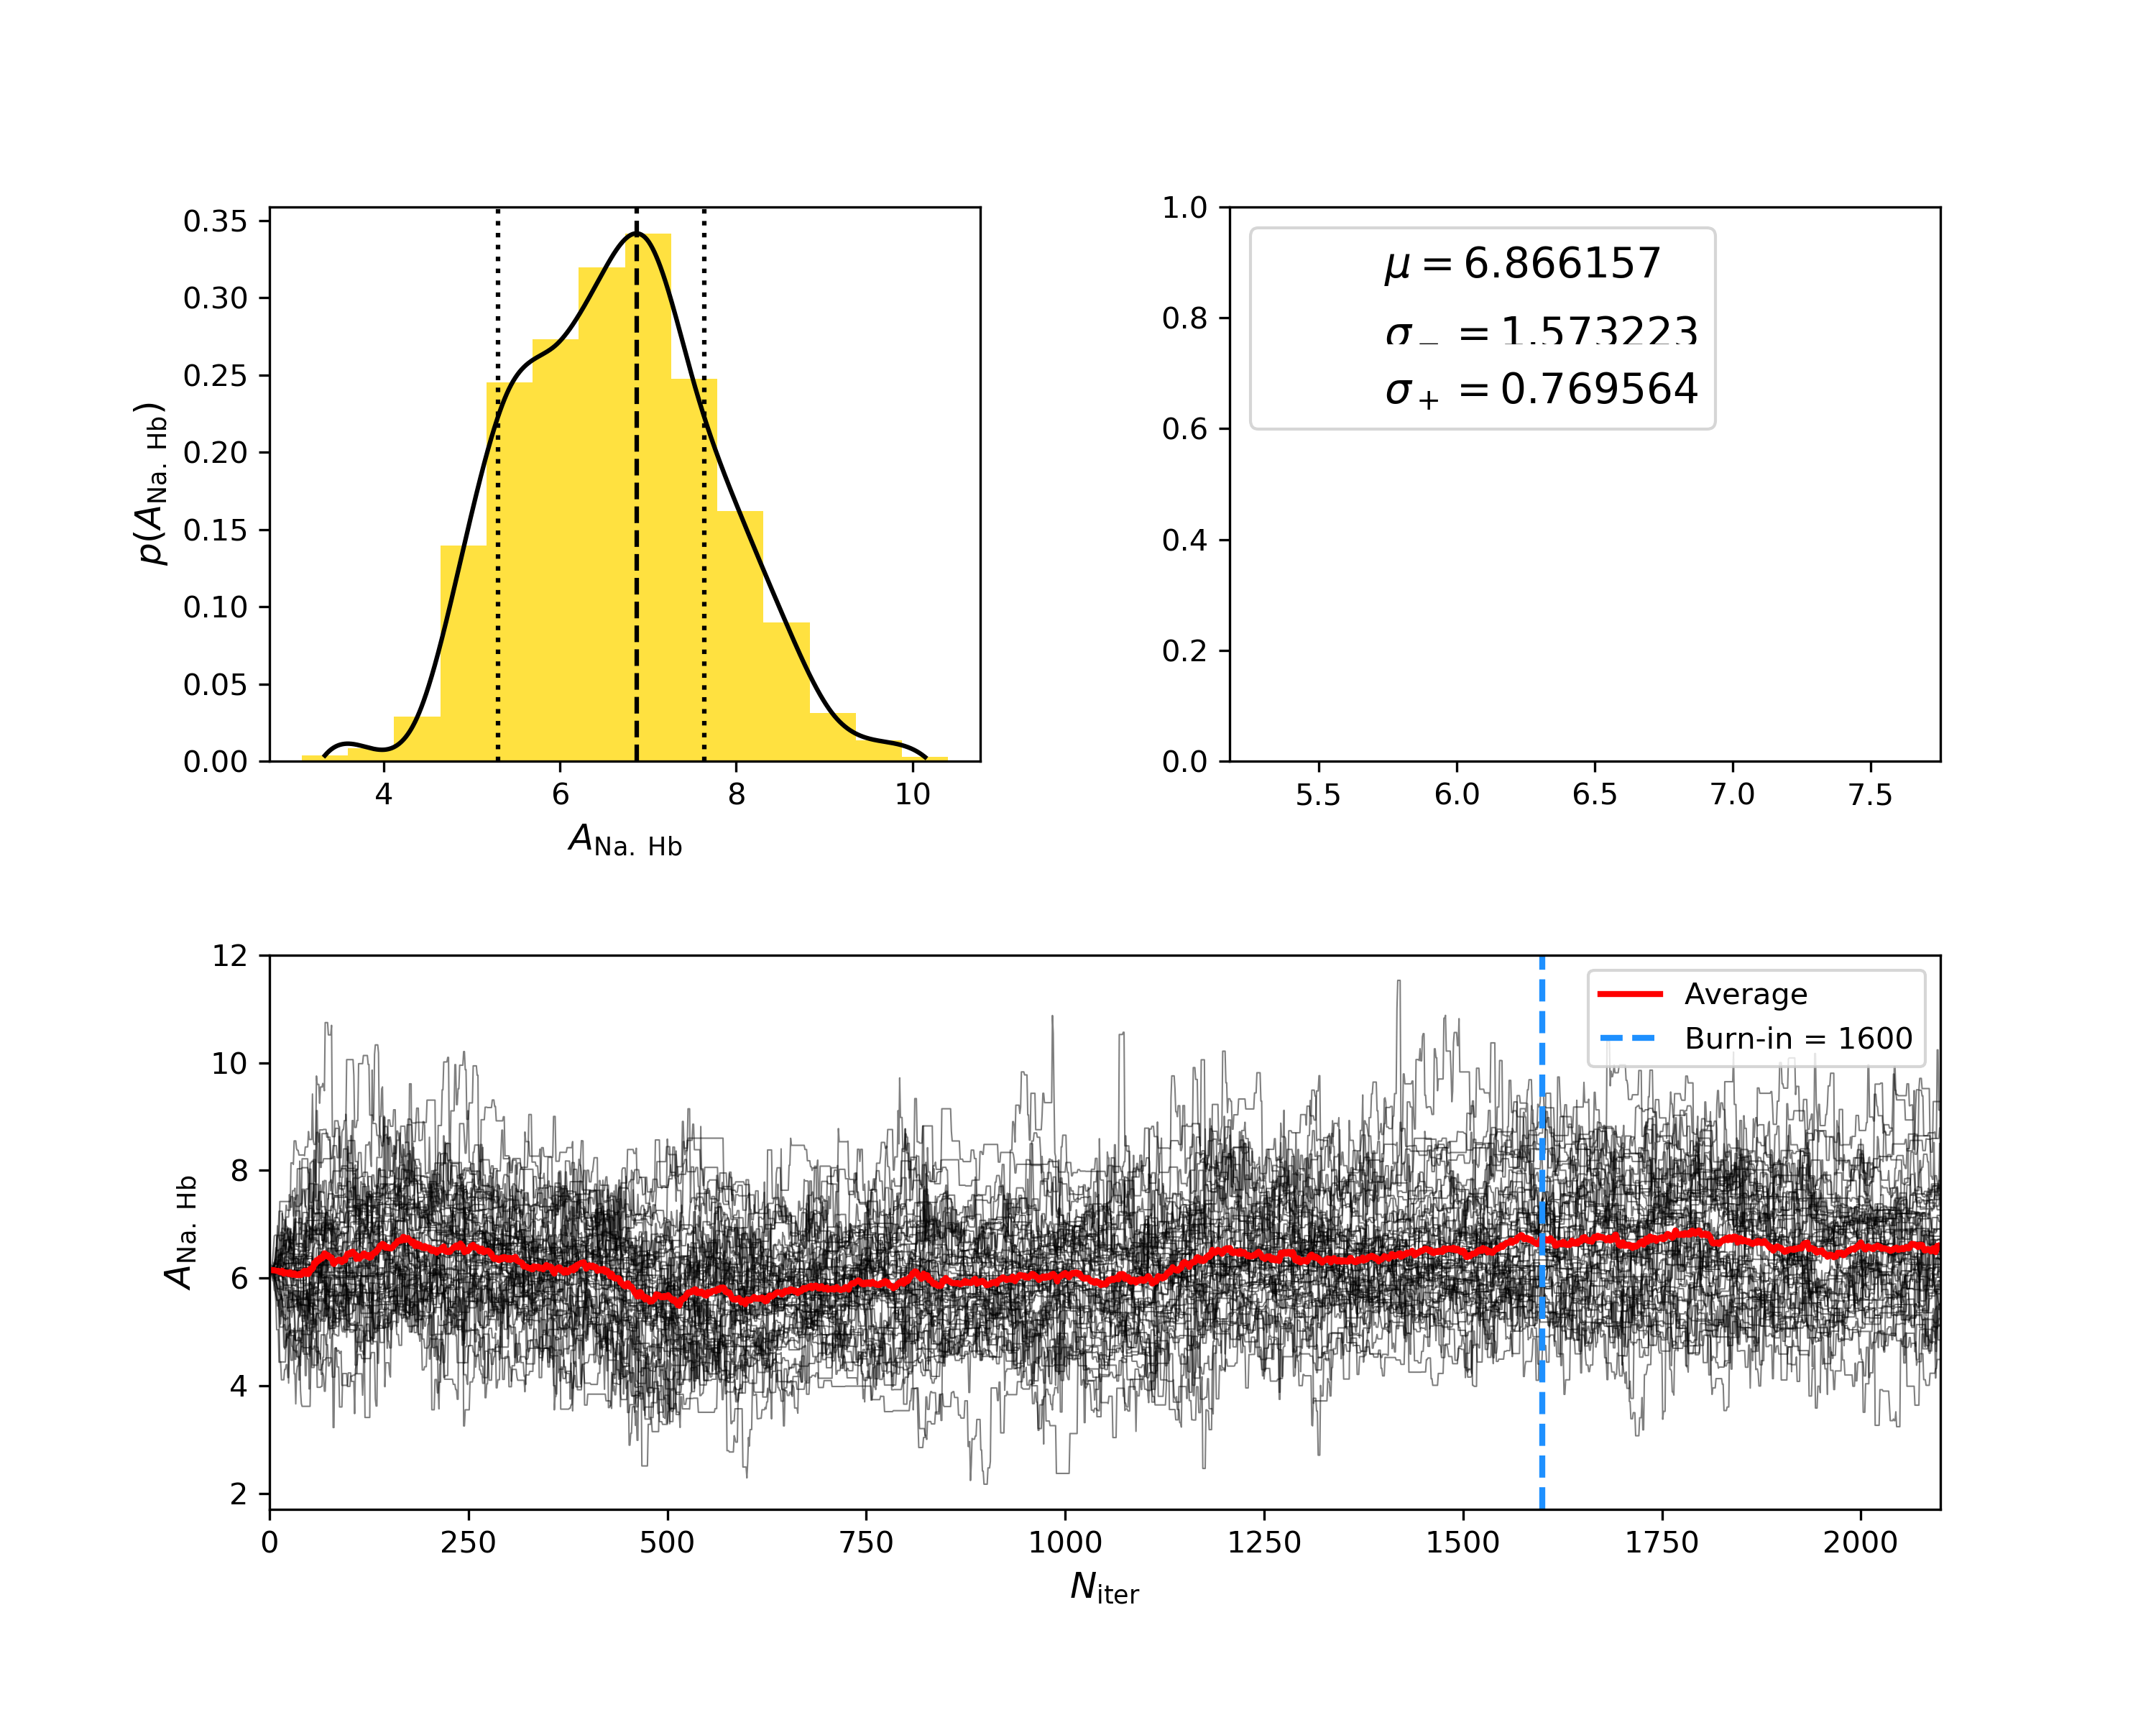 0.35
0.30
0.25
0.20
0.15
0.10
0.05
0.00
p(A_Na. Hb)
4 6 8 10
A_Na. Hb
1.0
0.8
0.6
0.4
0.2
0.0
μ = 6.866157
σ_− = 1.573223
σ_+ = 0.769564
5.5 6.0 6.5 7.0 7.5
12
10
8
6
4
2
A_Na. Hb
Average
Burn-in = 1600
0 250 500 750 1000 1250 1500 1750 2000
N_iter